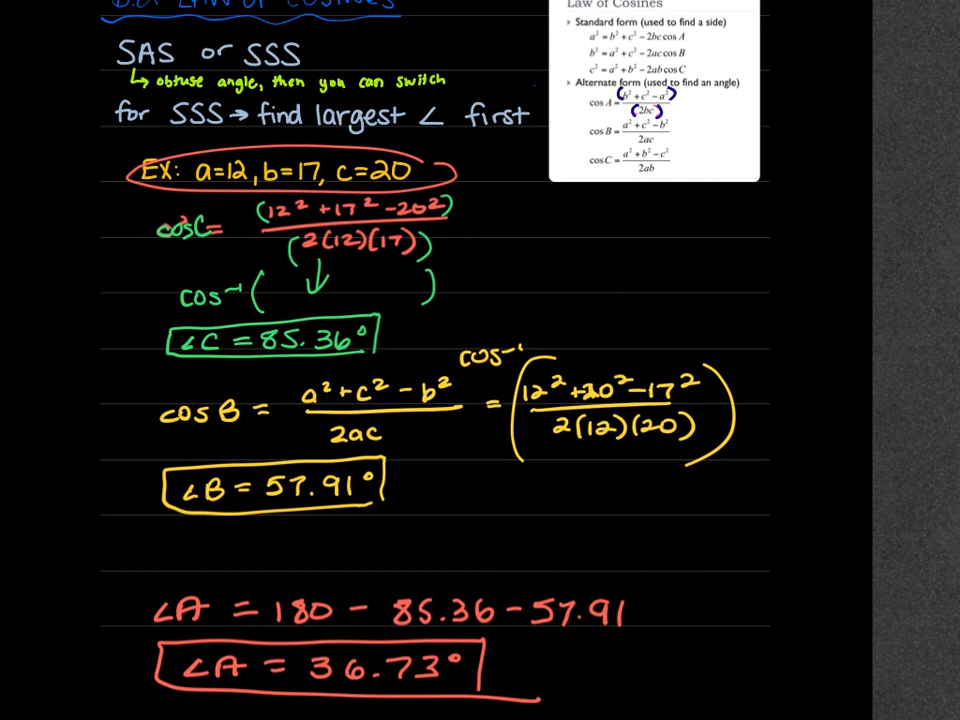 6.2 LAW OF COSINES
SAS or SSS
↳ obtuse angle, then you can switch
for SSS → find largest ∠ first
EX: a=12, b=17, c=20
cosC = (12² + 17² - 20²) / (2(12)(17))
cos⁻¹( ↓ )
∠C = 85.36°
cos B = a² + c² - b² / 2ac = cos⁻¹(12² + 20² - 17² / 2(12)(20))
∠B = 57.91°
∠A = 180 - 85.36 - 57.91
∠A = 36.73°
Law of Cosines
Standard form (used to find a side)
a² = b² + c² - 2bc cos A
b² = a² + c² - 2ac cos B
c² = a² + b² - 2ab cos C
Alternate form (used to find an angle)
cos A = (b² + c² - a²) / (2bc)
cos B = a² + c² - b² / 2ac
cos C = a² + b² - c² / 2ab